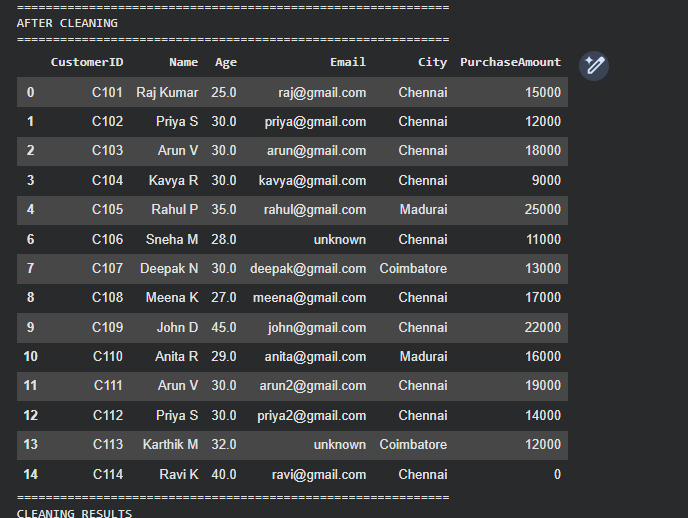 ============================================================
AFTER CLEANING
============================================================
CustomerID Name Age Email City PurchaseAmount
0 C101 Raj Kumar 25.0 raj@gmail.com Chennai 15000
1 C102 Priya S 30.0 priya@gmail.com Chennai 12000
2 C103 Arun V 30.0 arun@gmail.com Chennai 18000
3 C104 Kavya R 30.0 kavya@gmail.com Chennai 9000
4 C105 Rahul P 35.0 rahul@gmail.com Madurai 25000
6 C106 Sneha M 28.0 unknown Chennai 11000
7 C107 Deepak N 30.0 deepak@gmail.com Coimbatore 13000
8 C108 Meena K 27.0 meena@gmail.com Chennai 17000
9 C109 John D 45.0 john@gmail.com Chennai 22000
10 C110 Anita R 29.0 anita@gmail.com Madurai 16000
11 C111 Arun V 30.0 arun2@gmail.com Chennai 19000
12 C112 Priya S 30.0 priya2@gmail.com Chennai 14000
13 C113 Karthik M 32.0 unknown Coimbatore 12000
14 C114 Ravi K 40.0 ravi@gmail.com Chennai 0
============================================================
CLEANING RESULTS